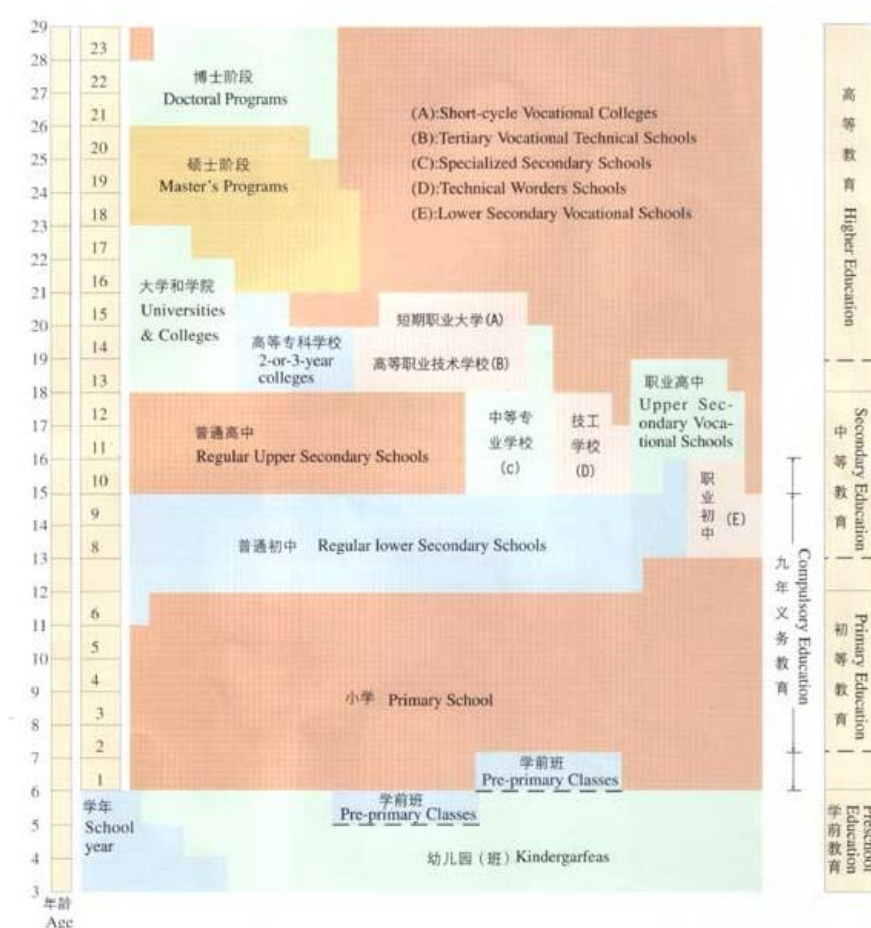 29
28
27
26
25
24
23
22
21
20
19
18
17
16
15
14
13
12
11
10
9
8
7
6
5
4
3
年龄
Age
23
22
21
20
19
18
17
16
15
14
13
12
11
10
9
8
6
5
4
3
2
1
学年
School
year
博士阶段
Doctoral Programs
硕士阶段
Master's Programs
(A):Short-cycle Vocational Colleges
(B):Tertiary Vocational Technical Schools
(C):Specialized Secondary Schools
(D):Technical Worders Schools
(E):Lower Secondary Vocational Schools
大学和学院
Universities
& Colleges
高等专科学校
2-or-3-year
colleges
短期职业大学(A)
高等职业技术学校(B)
职业高中
Upper Sec-
ondary Voca-
tional Schools
普通高中
Regular Upper Secondary Schools
中等专
业学校
(c)
技工
学校
(D)
职业初中 (E)
普通初中 Regular lower Secondary Schools
小学 Primary School
学前班
Pre-primary Classes
学前班
Pre-primary Classes
幼儿园（班）Kindergarfeas
九年义务教育
Compulsory Education
高等教育 Higher Education
中等教育
Secondary Education
初等教育
Primary Education
学前教育
Preschool
Education